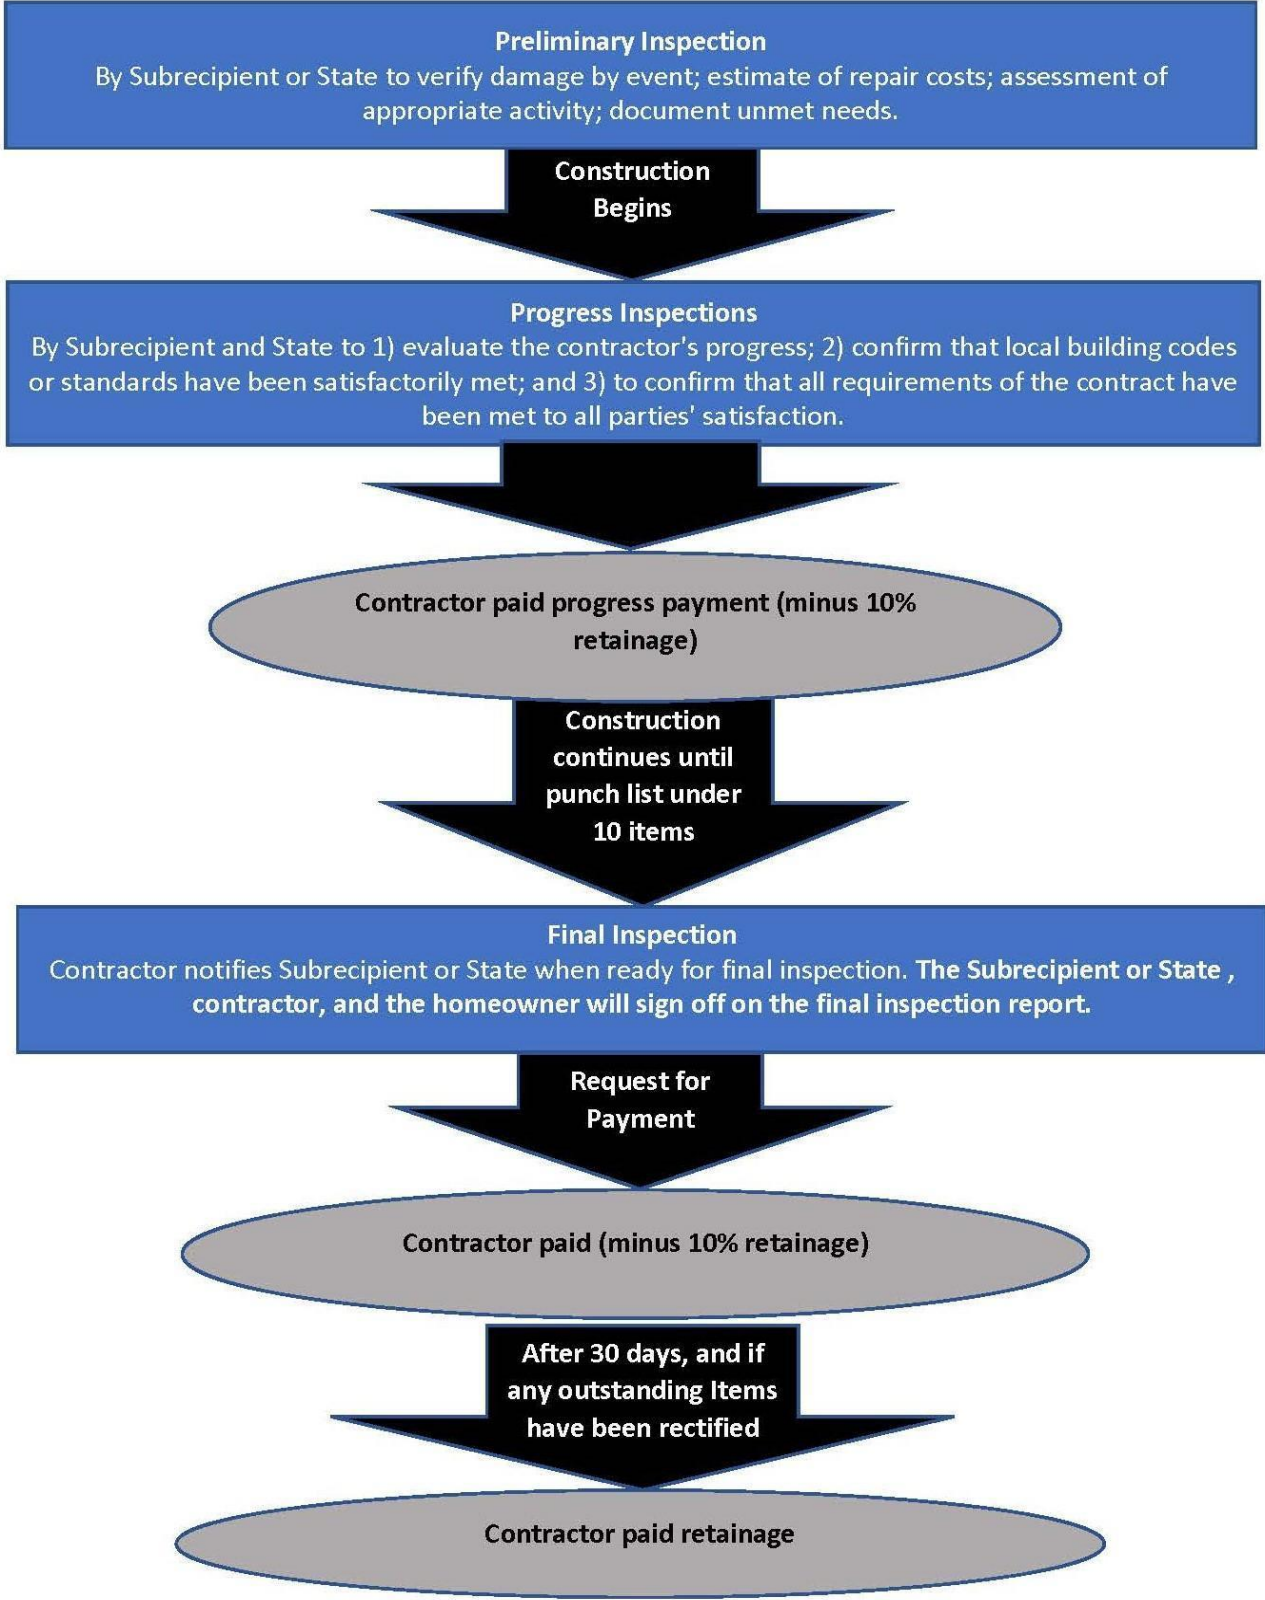 Preliminary Inspection
By Subrecipient or State to verify damage by event; estimate of repair costs; assessment of
appropriate activity; document unmet needs.
Construction
Begins
Progress Inspections
By Subrecipient and State to 1) evaluate the contractor's progress; 2) confirm that local building codes
or standards have been satisfactorily met; and 3) to confirm that all requirements of the contract have
been met to all parties' satisfaction.
Contractor paid progress payment (minus 10%
retainage)
Construction
continues until
punch list under
10 items
Final Inspection
Contractor notifies Subrecipient or State when ready for final inspection. The Subrecipient or State ,
contractor, and the homeowner will sign off on the final inspection report.
Request for
Payment
Contractor paid (minus 10% retainage)
After 30 days, and if
any outstanding Items
have been rectified
Contractor paid retainage